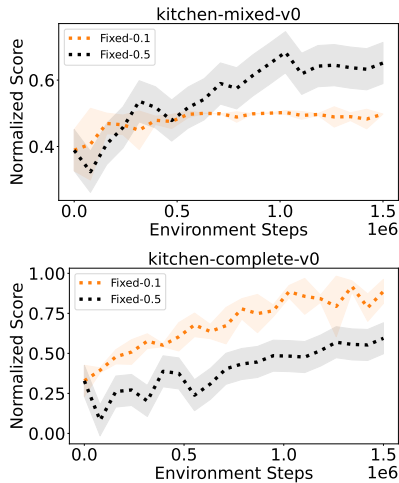 kitchen-mixed-v0
Fixed-0.1
Fixed-0.5
Normalized Score
0.6
0.4
0.0
0.5
1.0
1.5
Environment Steps
1e6
kitchen-complete-v0
Fixed-0.1
Fixed-0.5
Normalized Score
1.00
0.75
0.50
0.25
0.00
0.0
0.5
1.0
1.5
Environment Steps
1e6